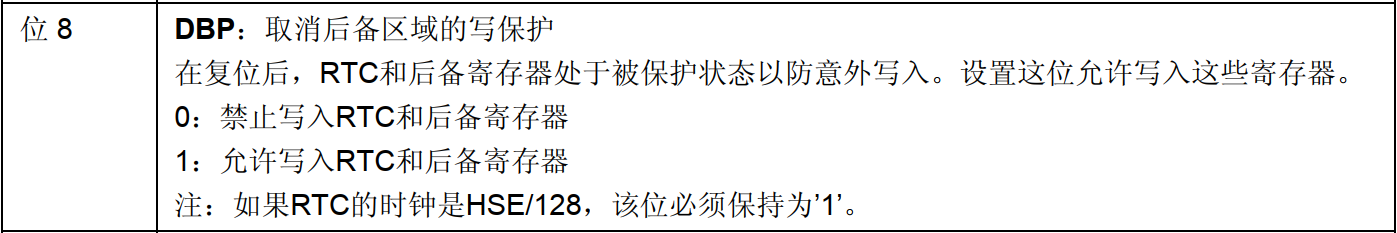 位 8
DBP：取消后备区域的写保护
在复位后，RTC和后备寄存器处于被保护状态以防意外写入。设置这位允许写入这些寄存器。
0：禁止写入RTC和后备寄存器
1：允许写入RTC和后备寄存器
注：如果RTC的时钟是HSE/128，该位必须保持为’1’。